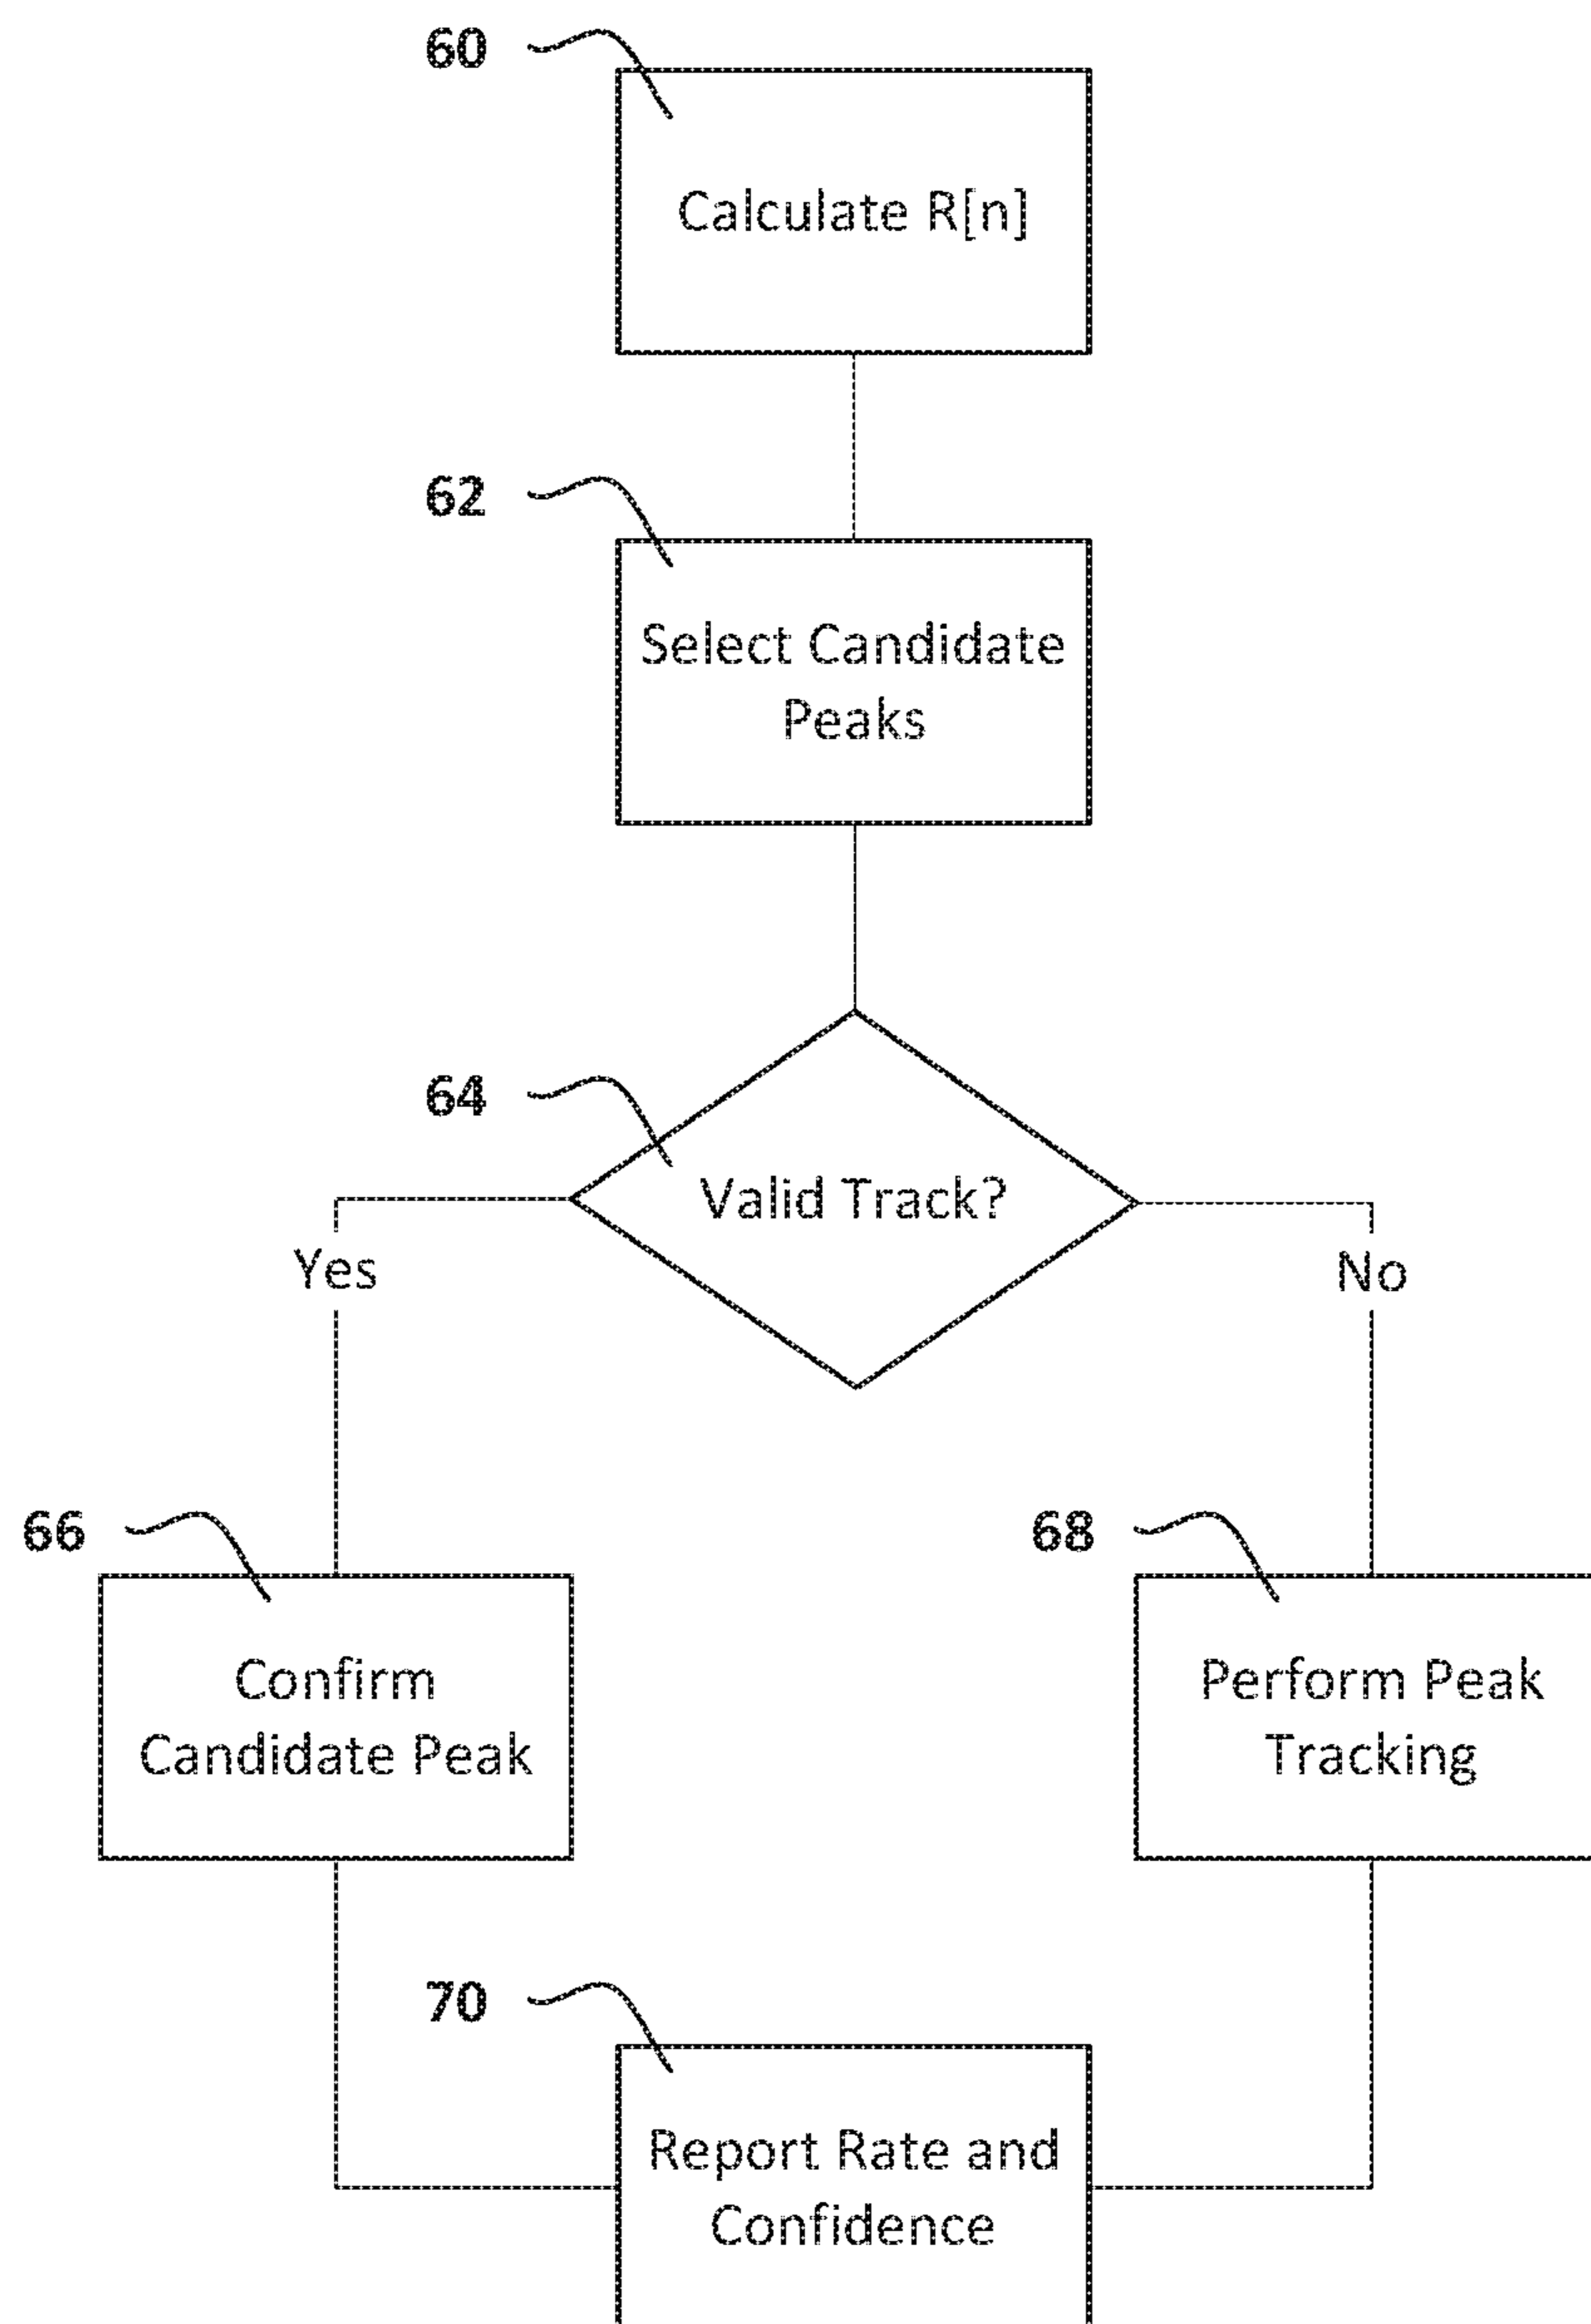 60
Calculate R[n]
62
Select Candidate
Peaks
64
Valid Track?
Yes
No
66
Confirm
Candidate Peak
68
Perform Peak
Tracking
70
Report Rate and
Confidence